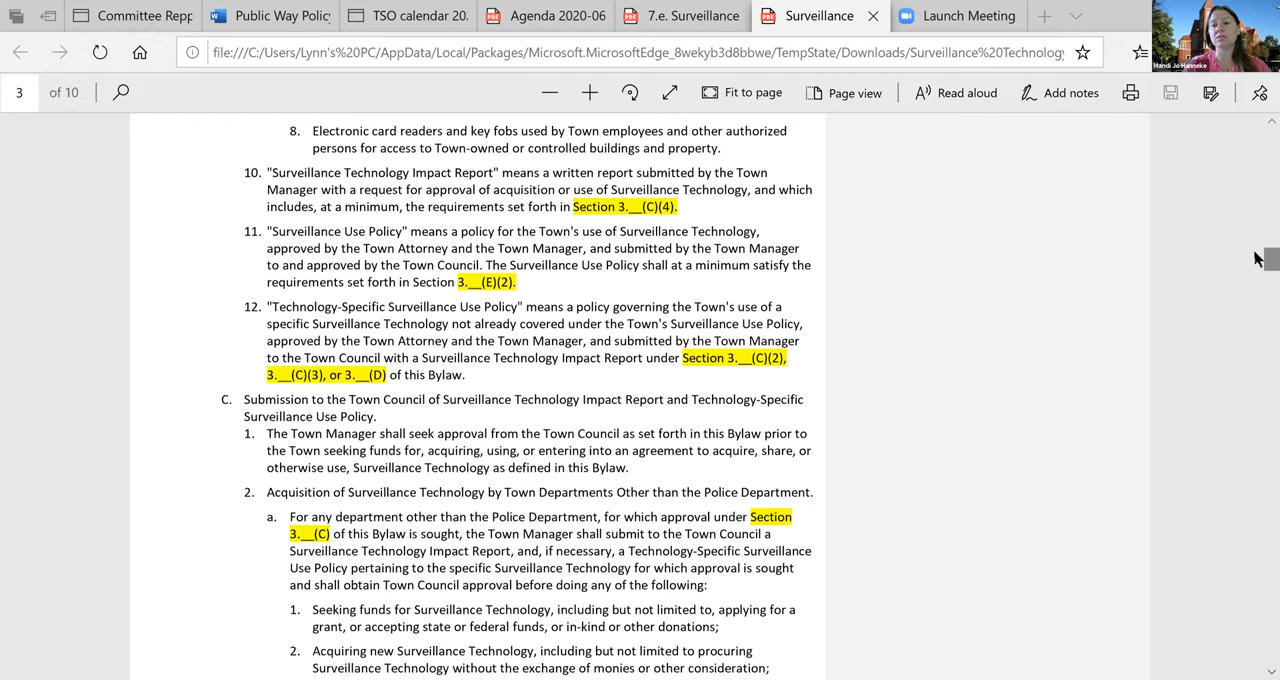 Committee Repp
Public Way Policy
TSO calendar 202
Agenda 2020-06
7.e. Surveillance
Surveillance
Launch Meeting
file:///C:/Users/Lynn's%20PC/AppData/Local/Packages/Microsoft.MicrosoftEdge_8wekyb3d8bbwe/TempState/Downloads/Surveillance%20Technology
Mandi Jo Hanneke
3 of 10
Fit to page
Page view
Read aloud
Add notes
8. Electronic card readers and key fobs used by Town employees and other authorized
persons for access to Town-owned or controlled buildings and property.
10. "Surveillance Technology Impact Report" means a written report submitted by the Town
Manager with a request for approval of acquisition or use of Surveillance Technology, and which
includes, at a minimum, the requirements set forth in Section 3.__(C)(4).
11. "Surveillance Use Policy" means a policy for the Town's use of Surveillance Technology,
approved by the Town Attorney and the Town Manager, and submitted by the Town Manager
to and approved by the Town Council. The Surveillance Use Policy shall at a minimum satisfy the
requirements set forth in Section 3.__(E)(2).
12. "Technology-Specific Surveillance Use Policy" means a policy governing the Town's use of a
specific Surveillance Technology not already covered under the Town's Surveillance Use Policy,
approved by the Town Attorney and the Town Manager, and submitted by the Town Manager
to the Town Council with a Surveillance Technology Impact Report under Section 3.__(C)(2),
3.__(C)(3), or 3.__(D) of this Bylaw.
C. Submission to the Town Council of Surveillance Technology Impact Report and Technology-Specific
Surveillance Use Policy.
1. The Town Manager shall seek approval from the Town Council as set forth in this Bylaw prior to
the Town seeking funds for, acquiring, using, or entering into an agreement to acquire, share, or
otherwise use, Surveillance Technology as defined in this Bylaw.
2. Acquisition of Surveillance Technology by Town Departments Other than the Police Department.
a. For any department other than the Police Department, for which approval under Section
3.__(C) of this Bylaw is sought, the Town Manager shall submit to the Town Council a
Surveillance Technology Impact Report, and, if necessary, a Technology-Specific Surveillance
Use Policy pertaining to the specific Surveillance Technology for which approval is sought
and shall obtain Town Council approval before doing any of the following:
1. Seeking funds for Surveillance Technology, including but not limited to, applying for a
grant, or accepting state or federal funds, or in-kind or other donations;
2. Acquiring new Surveillance Technology, including but not limited to procuring
Surveillance Technology without the exchange of monies or other consideration;